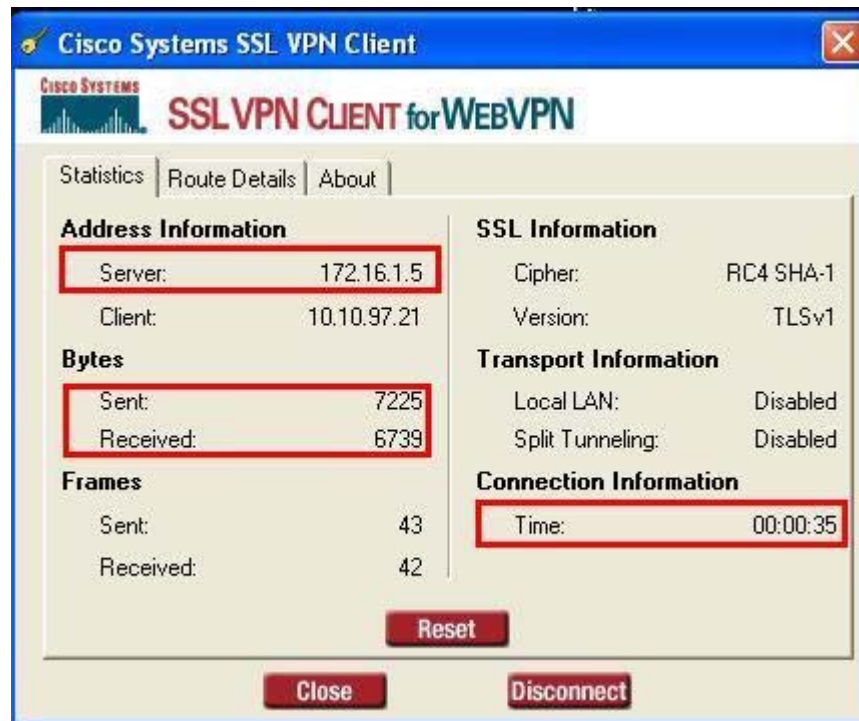 Cisco Systems SSL VPN Client
CISCO SYSTEMS
SSL VPN CLIENT for WEBVPN
Statistics Route Details About
Address Information
Server: 172.16.1.5
Client: 10.10.97.21
Bytes
Sent: 7225
Received: 6739
Frames
Sent: 43
Received: 42
SSL Information
Cipher: RC4 SHA-1
Version: TLSv1
Transport Information
Local LAN: Disabled
Split Tunneling: Disabled
Connection Information
Time: 00:00:35
Reset
Close Disconnect